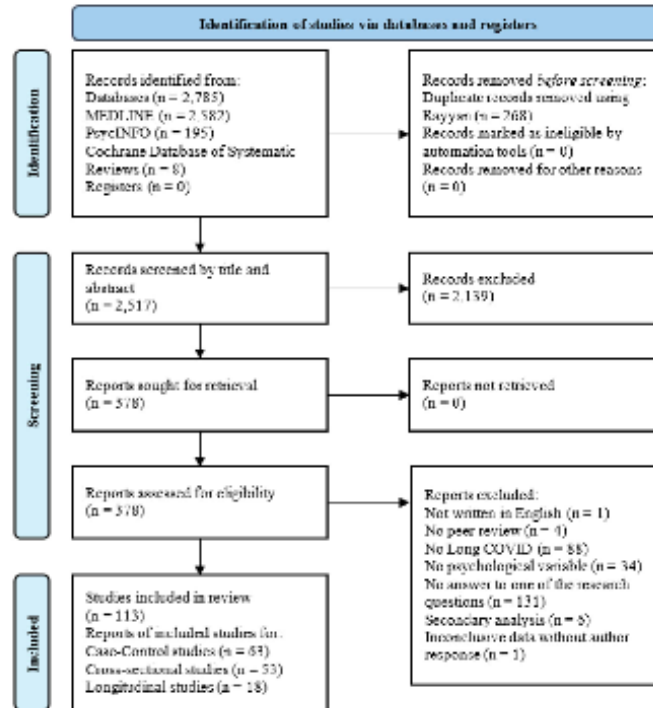 Identification of studies via databases and registers
Identification
Records identified from:
Databases (n = 2,785)
MEDLINE (n = 2,582)
PsycINFO (n = 195)
Cochrane Database of Systematic
Reviews (n = 8)
Registers (n = 0)
Records removed before screening:
Duplicate records removed using
Rayyan (n = 268)
Records marked as ineligible by
automation tools (n = 0)
Records removed for other reasons
(n = 0)
Screening
Records screened by title and
abstract
(n = 2,517)
Records excluded
(n = 2,139)
Reports sought for retrieval
(n = 378)
Reports not retrieved
(n = 0)
Reports assessed for eligibility
(n = 378)
Reports excluded:
Not written in English (n = 1)
No peer review (n = 4)
No Long COVID (n = 88)
No psychological variable (n = 34)
No answer to one of the research
questions (n = 131)
Secondary analysis (n = 6)
Inconclusive data without author
response (n = 1)
Included
Studies included in review
(n = 113)
Reports of included studies for:
Case-Control studies (n =
Cross-sectional studies (n =
Longitudinal studies (n = 18)